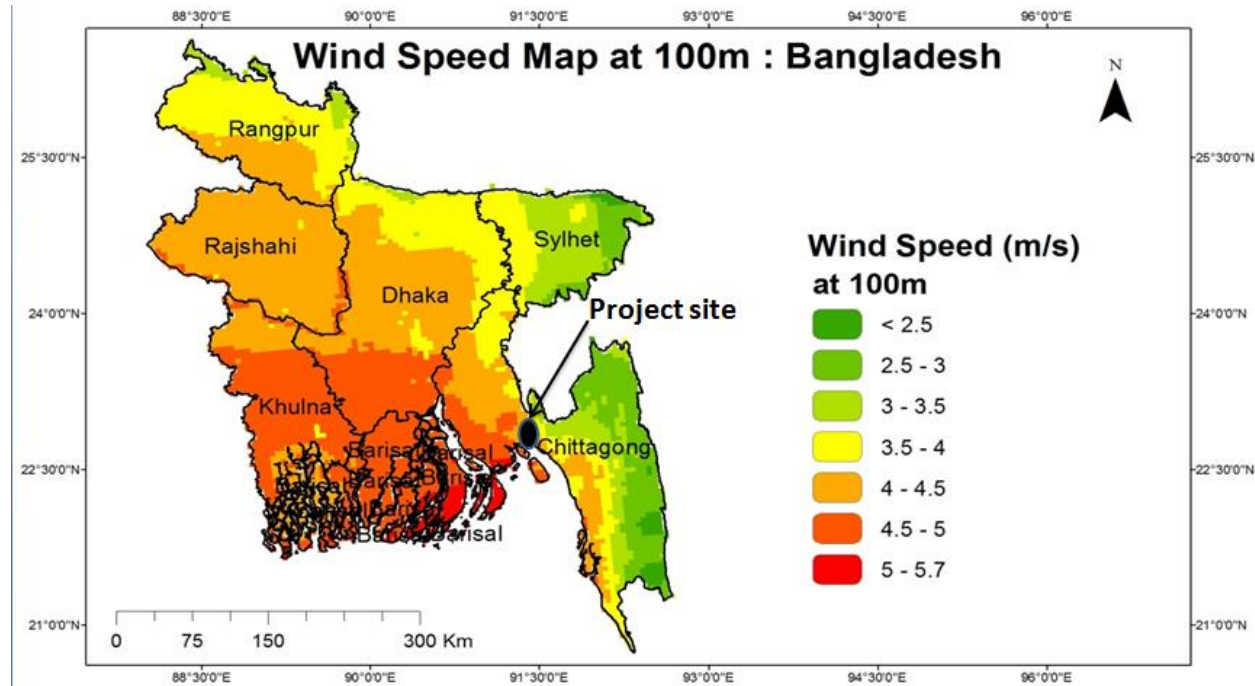 88°30'0"E 90°0'0"E 91°30'0"E 93°0'0"E 94°30'0"E 96°0'0"E
Wind Speed Map at 100m : Bangladesh
N
Rangpur
25°30'0"N 25°30'0"N
Rajshahi
Sylhet
Dhaka
Project site
24°0'0"N 24°0'0"N
Wind Speed (m/s)
at 100m
< 2.5
2.5 - 3
3 - 3.5
3.5 - 4
4 - 4.5
4.5 - 5
5 - 5.7
Khulna
Chittagong
Barisal Barisal
22°30'0"N 22°30'0"N
Barisal
Barisal
Barisal
21°0'0"N 21°0'0"N
0 75 150 300 Km
88°30'0"E 90°0'0"E 91°30'0"E 93°0'0"E 94°30'0"E 96°0'0"E